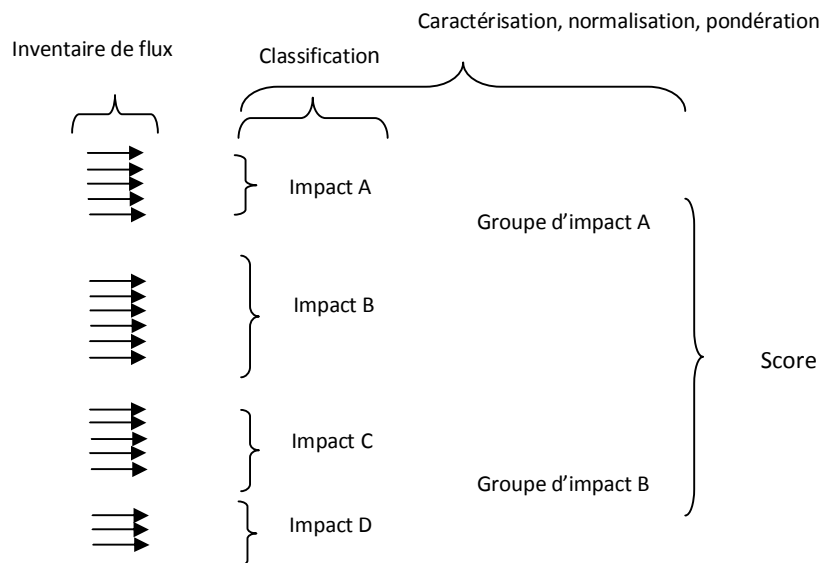 Caractérisation, normalisation, pondération
Inventaire de flux
Classification
Impact A
Groupe d'impact A
Impact B
Score
Impact C
Groupe d'impact B
Impact D